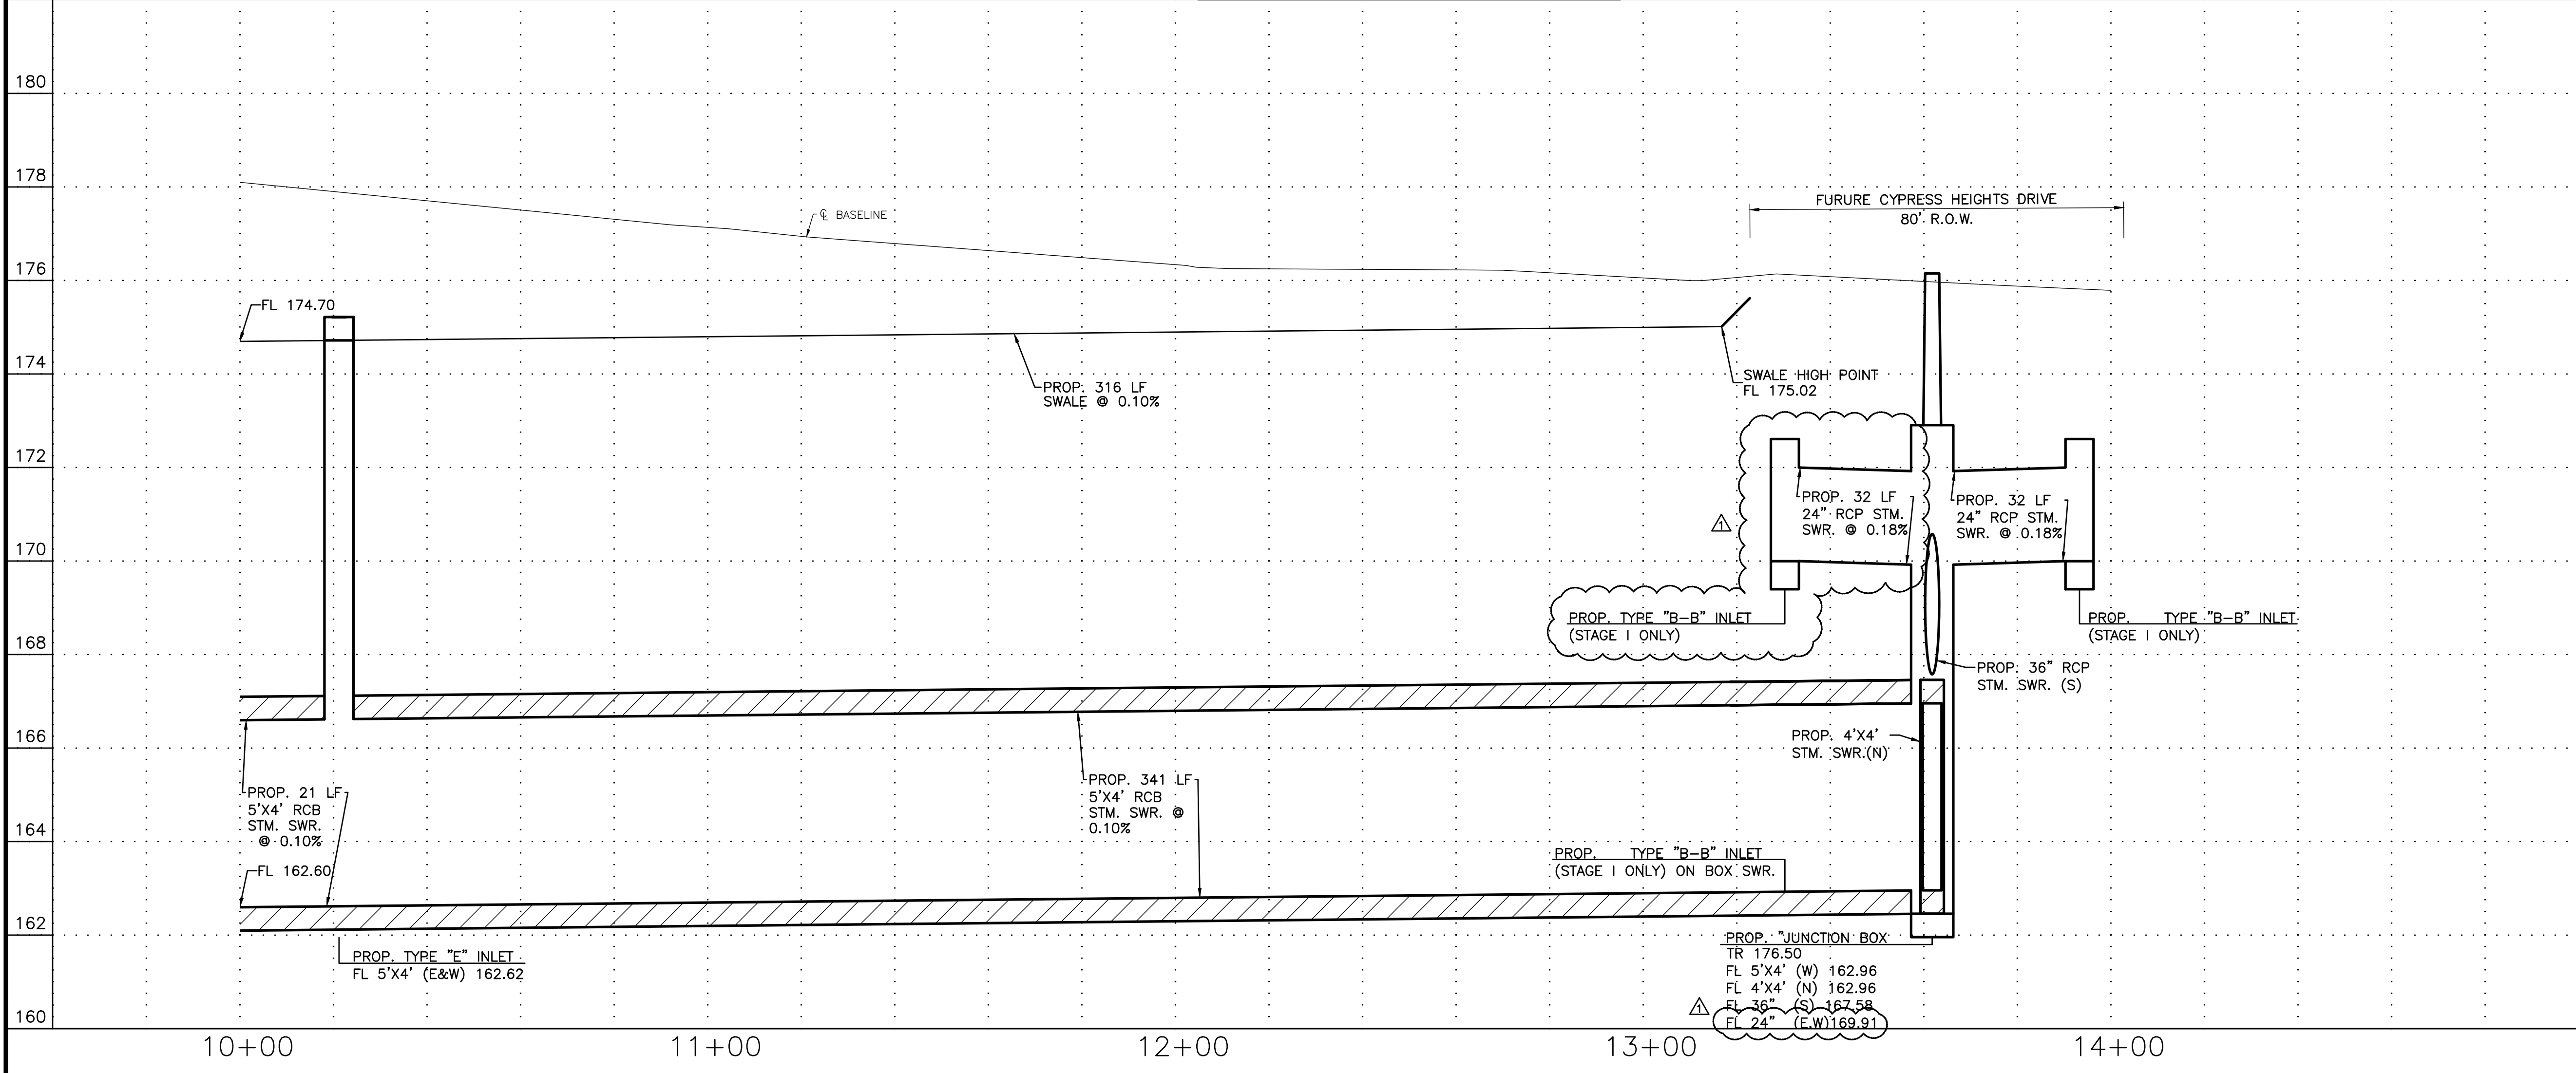 180
178
176
174
172
170
168
166
164
162
160
℄ BASELINE
FURURE CYPRESS HEIGHTS DRIVE
80' R.O.W.
FL 174.70
PROP. 316 LF
SWALE @ 0.10%
SWALE HIGH POINT
FL 175.02
1
PROP. 32 LF
24" RCP STM.
SWR. @ 0.18%
PROP. 32 LF
24" RCP STM.
SWR. @ 0.18%
PROP. TYPE "B-B" INLET
(STAGE I ONLY)
PROP. TYPE "B-B" INLET
(STAGE I ONLY)
PROP. 36" RCP
STM. SWR. (S)
PROP. 4'X4'
STM. SWR.(N)
PROP. 21 LF
5'X4' RCB
STM. SWR.
@ 0.10%
FL 162.60
PROP. 341 LF
5'X4' RCB
STM. SWR. @
0.10%
PROP. TYPE "B-B" INLET
(STAGE I ONLY) ON BOX SWR.
PROP. TYPE "E" INLET
FL 5'X4' (E&W) 162.62
PROP. "JUNCTION BOX
TR 176.50
FL 5'X4' (W) 162.96
FL 4'X4' (N) 162.96
FL 36" (S) 167.58
1
FL 24" (E.W)169.91
10+00
11+00
12+00
13+00
14+00